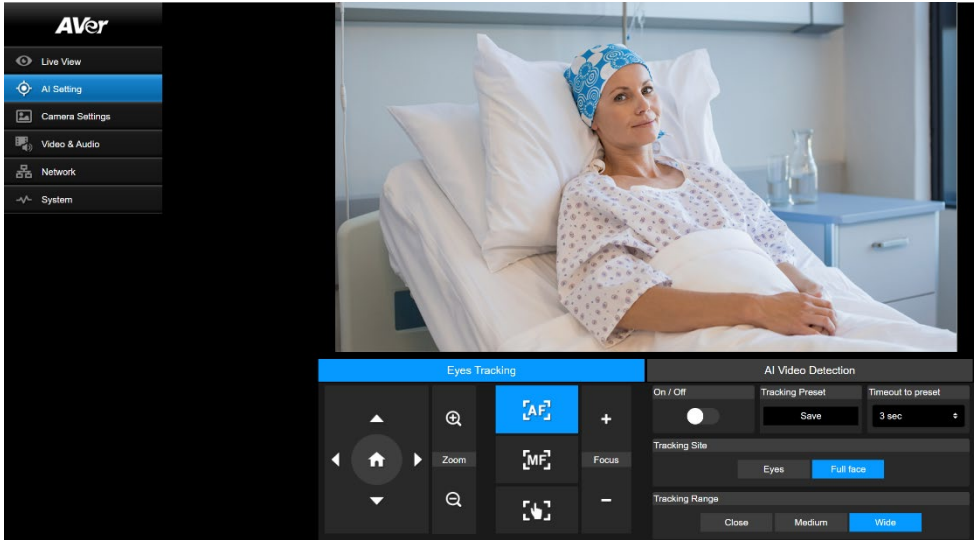 AVer
Live View
AI Setting
Camera Settings
Video & Audio
Network
System
Eyes Tracking
AI Video Detection
Zoom
AF
MF
+
Focus
−
On / Off
Tracking Preset
Save
Timeout to preset
3 sec
Tracking Site
Eyes
Full face
Tracking Range
Close
Medium
Wide